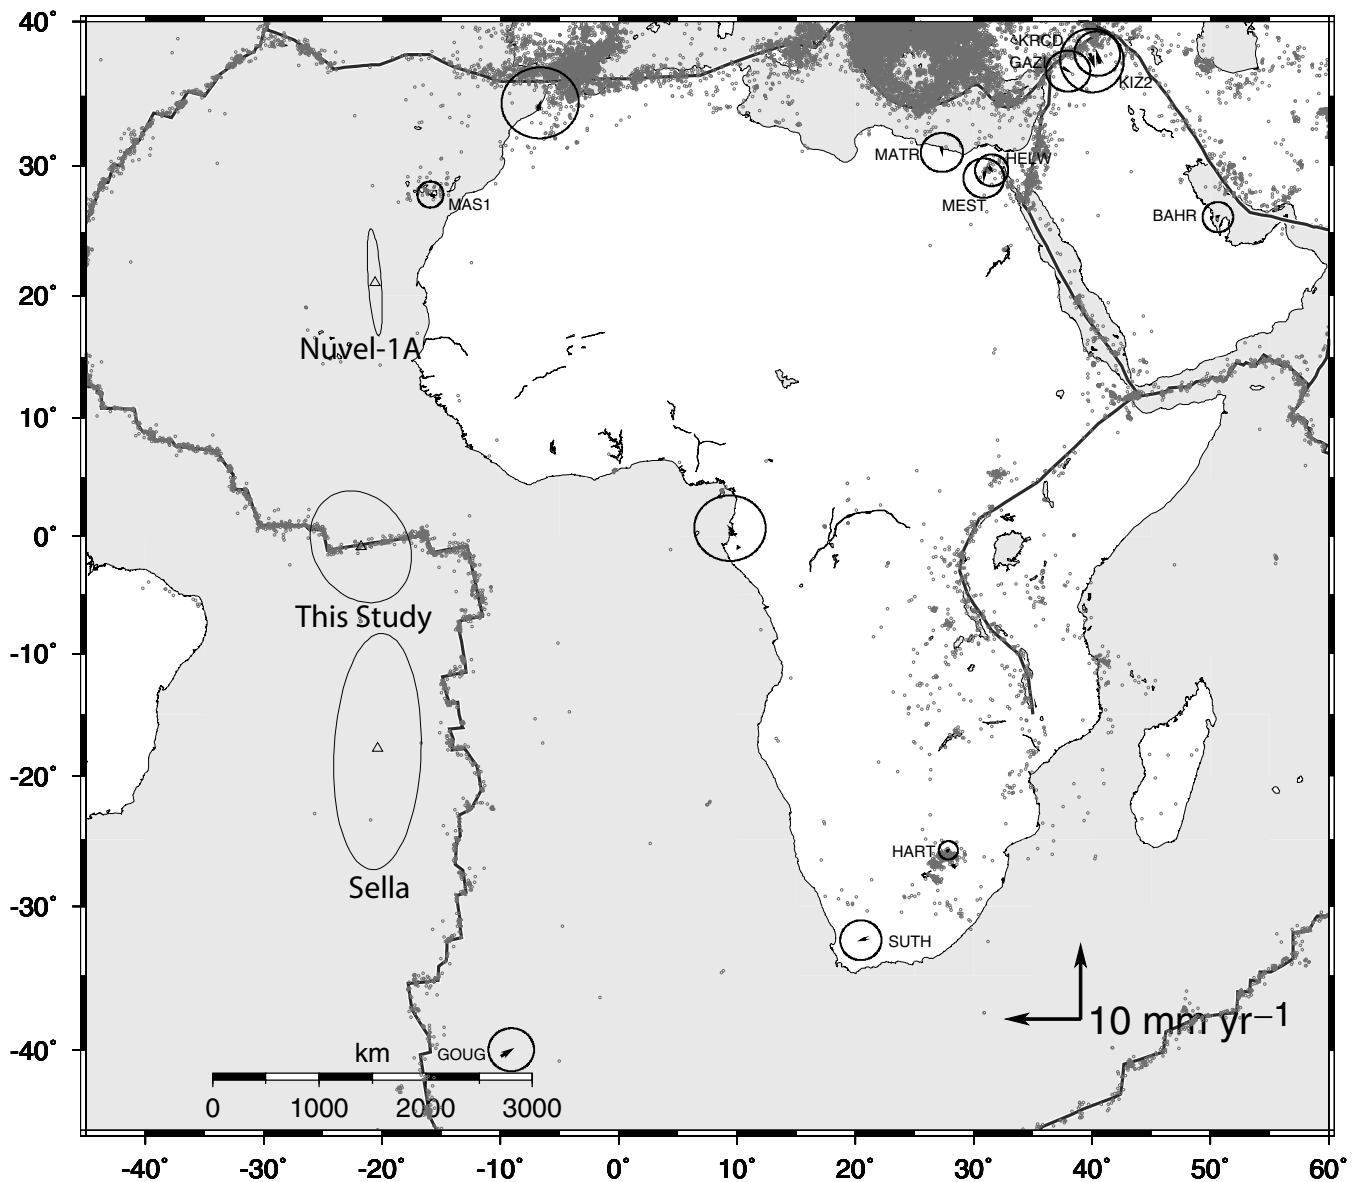 40°
30°
20°
10°
0°
-10°
-20°
-30°
-40°
KRCD
GAZI
KIZ2
MATR
HELW
MEST
BAHR
MAS1
Nuvel-1A
This Study
Sella
HART
SUTH
10 mm yr−1
GOUG
km
0 1000 2000 3000
-40° -30° -20° -10° 0° 10° 20° 30° 40° 50° 60°